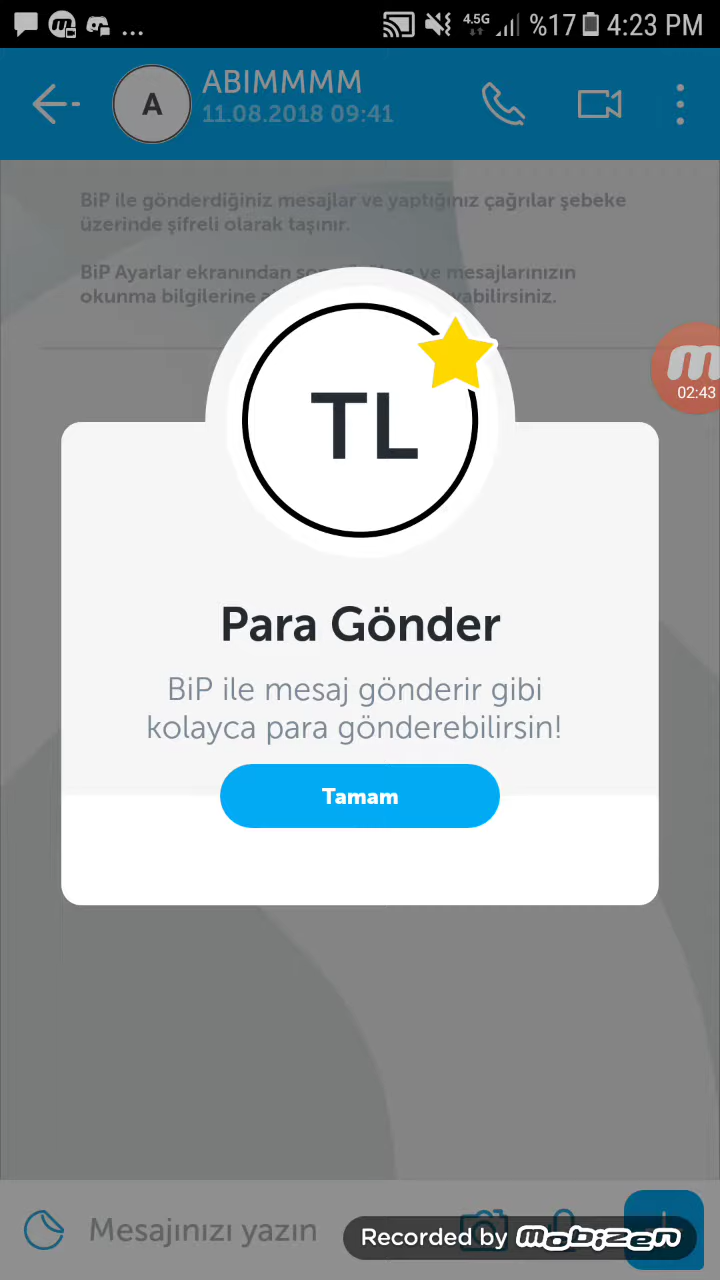 ... 4.5G %17 4:23 PM
ABIMMMM
A
11.08.2018 09:41
BiP ile gönderdiğiniz mesajlar ve yaptığınız çağrılar şebeke
üzerinde şifreli olarak taşınır.
BiP Ayarlar ekranından ve mesajlarınızın
okunma bilgilerine
m
02:43
TL
Para Gönder
BiP ile mesaj gönderir gibi
kolayca para gönderebilirsin!
Tamam
Mesajınızı yazın
Recorded by mobizen